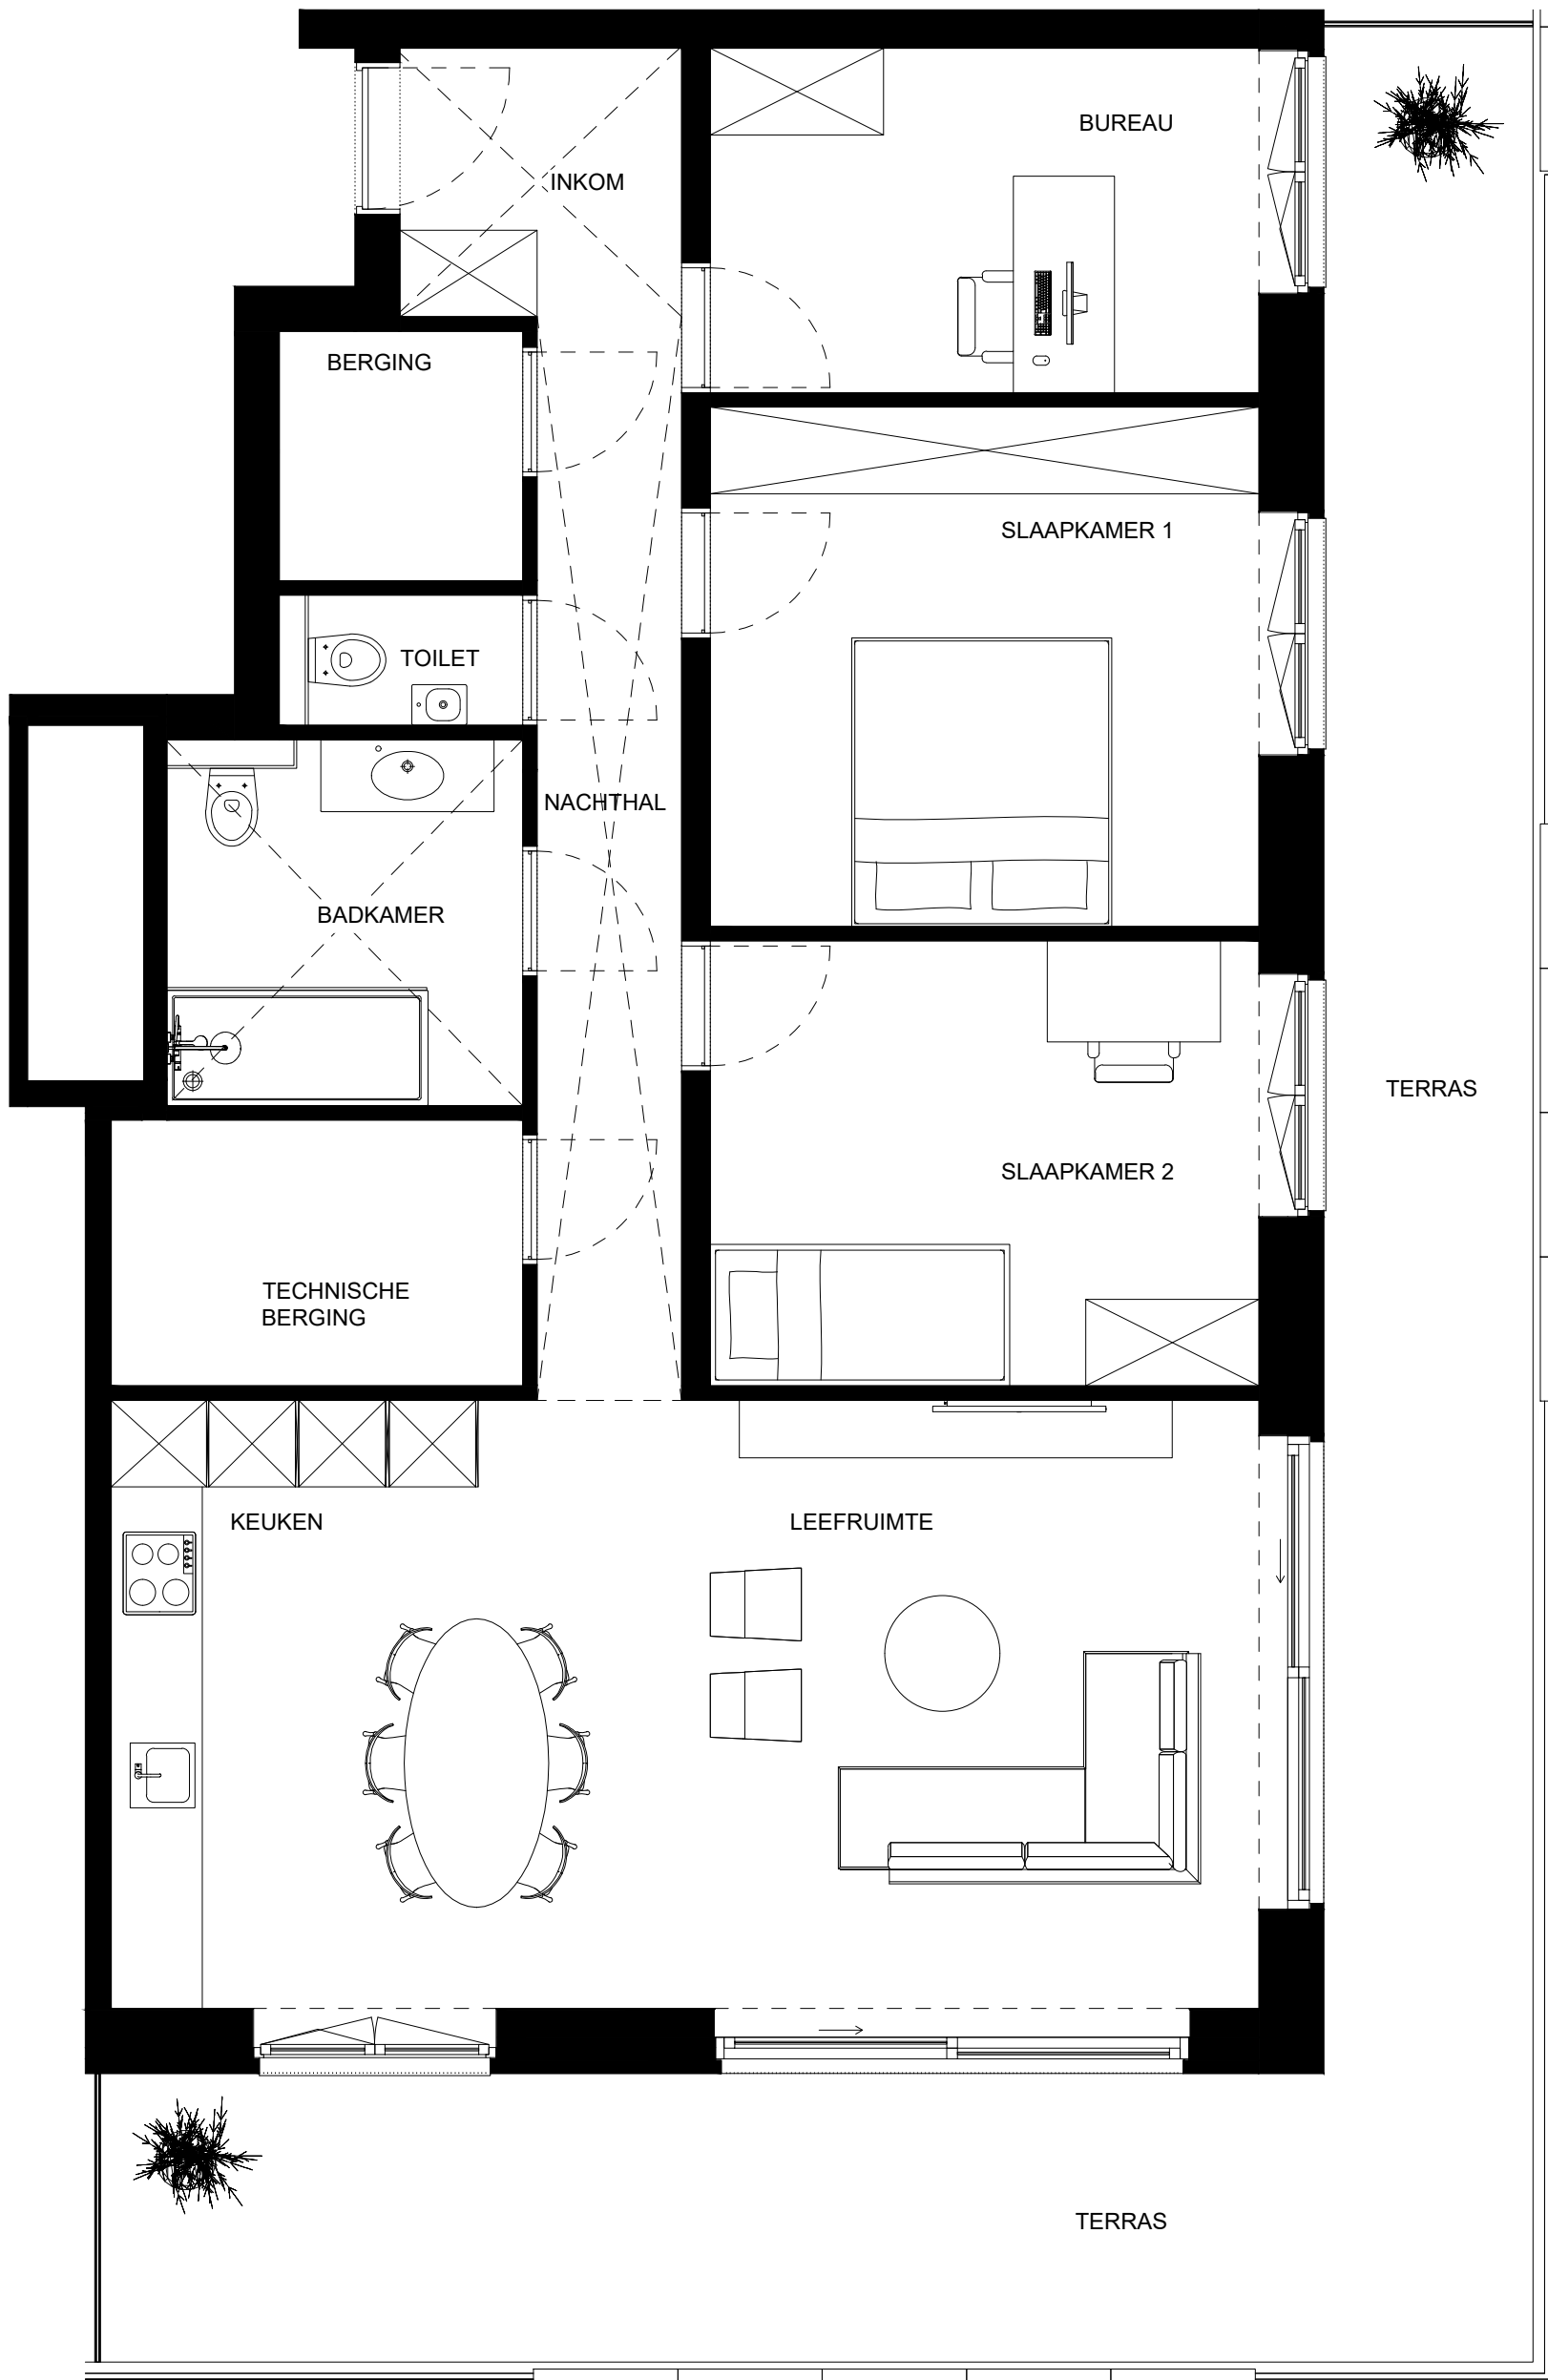 BUREAU
INKOM
BERGING
SLAAPKAMER 1
TOILET
NACHTHAL
BADKAMER
TERRAS
SLAAPKAMER 2
TECHNISCHE
BERGING
KEUKEN
LEEFRUIMTE
TERRAS